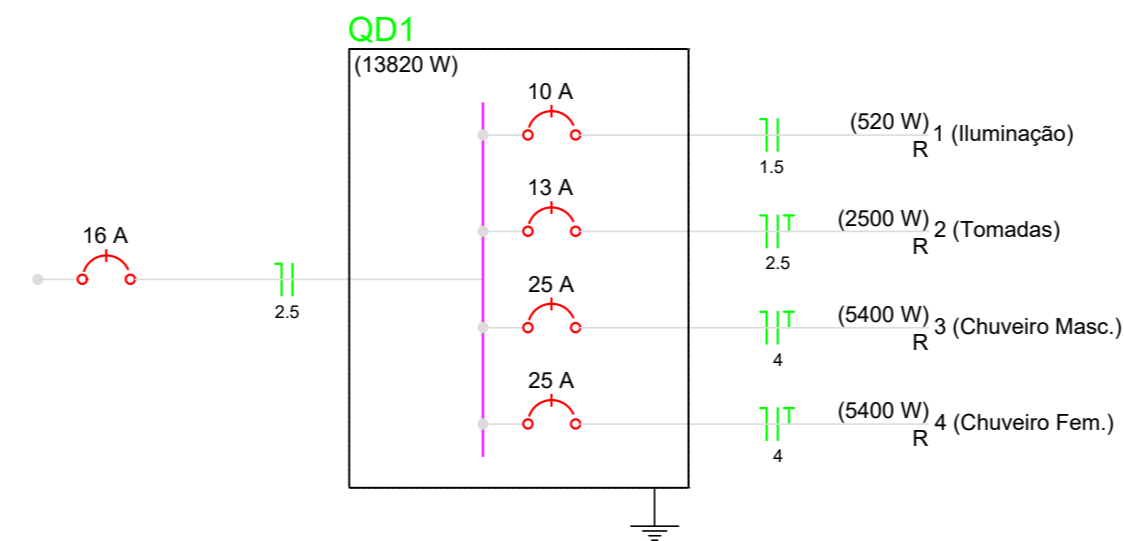 QD1
(13820 W)
10 A
(520 W)
1 (Iluminação)
R
1.5
13 A
(2500 W)
2 (Tomadas)
R
2.5
16 A
2.5
25 A
(5400 W)
3 (Chuveiro Masc.)
R
4
25 A
(5400 W)
4 (Chuveiro Fem.)
R
4